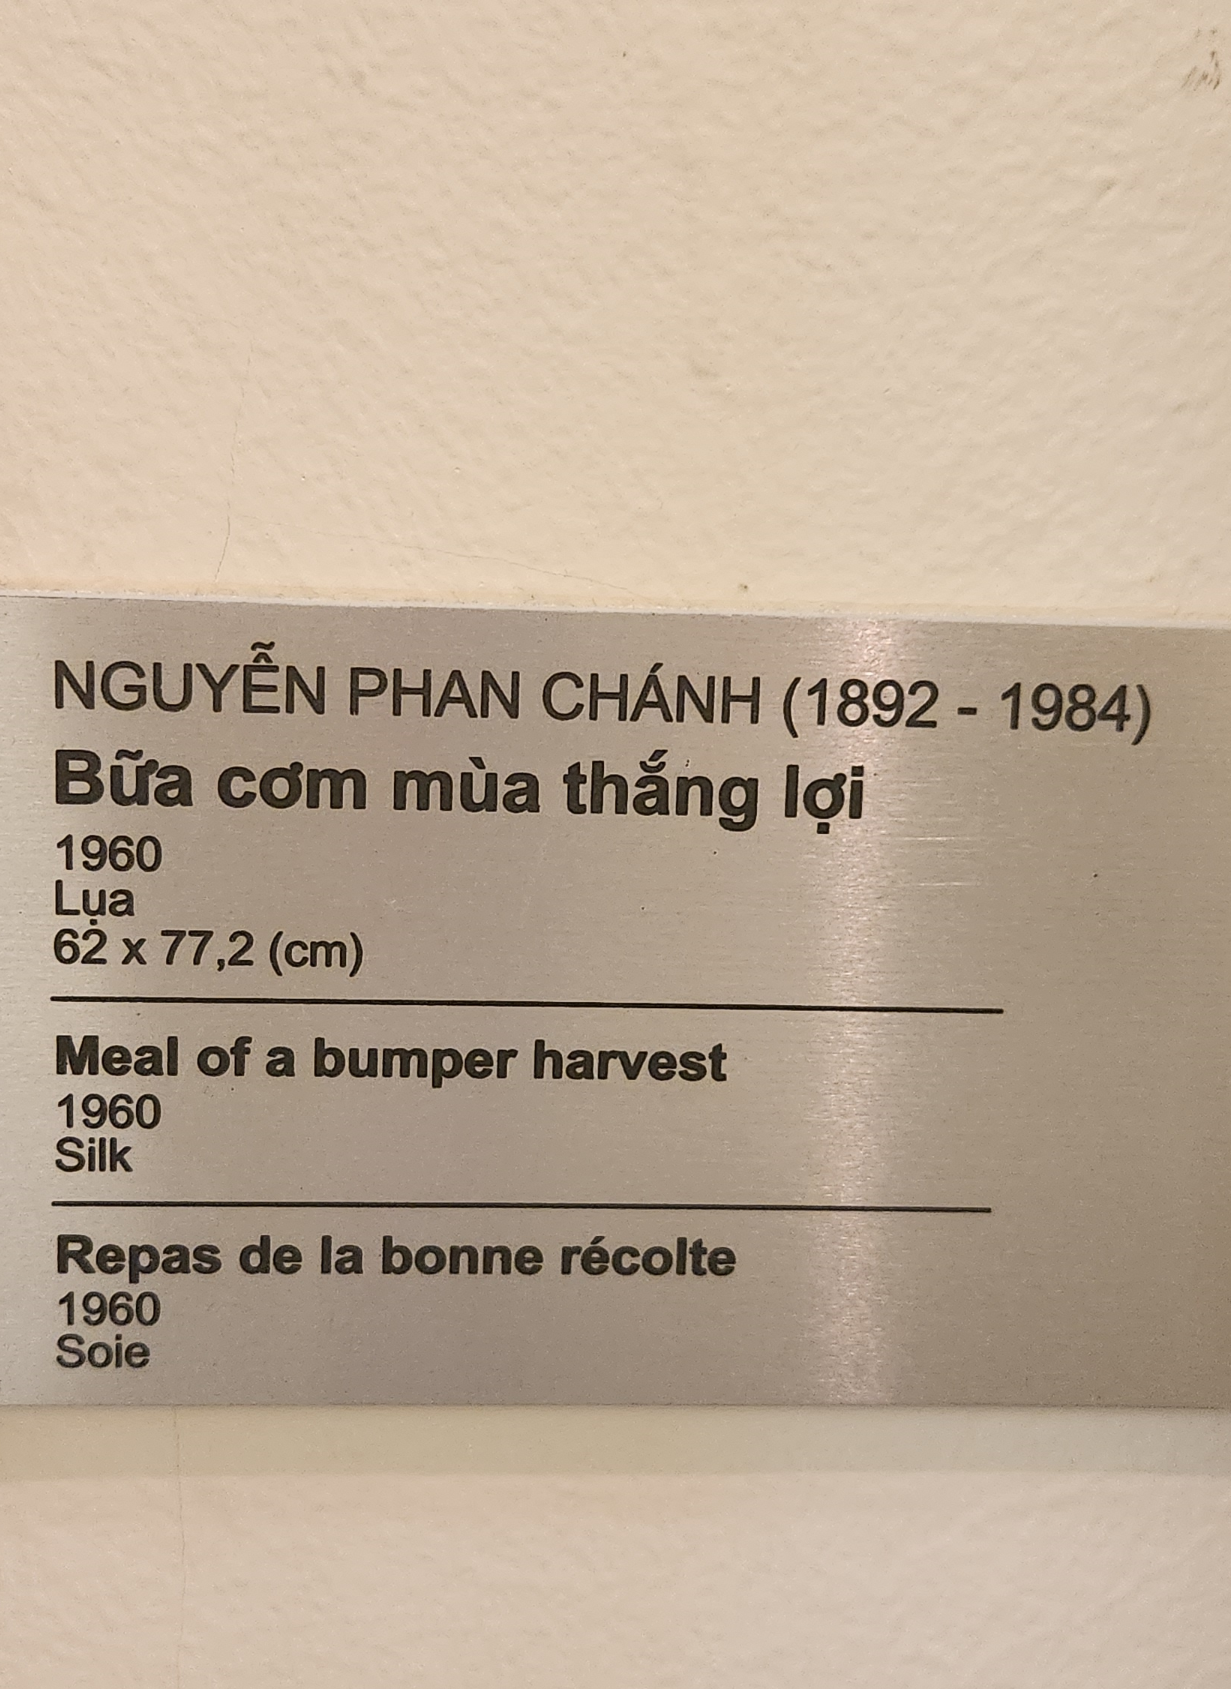 NGUYỄN PHAN CHÁNH (1892 - 1984)
Bữa cơm mùa thắng lợi
1960
Lụa
62 x 77,2 (cm)
Meal of a bumper harvest
1960
Silk
Repas de la bonne récolte
1960
Soie